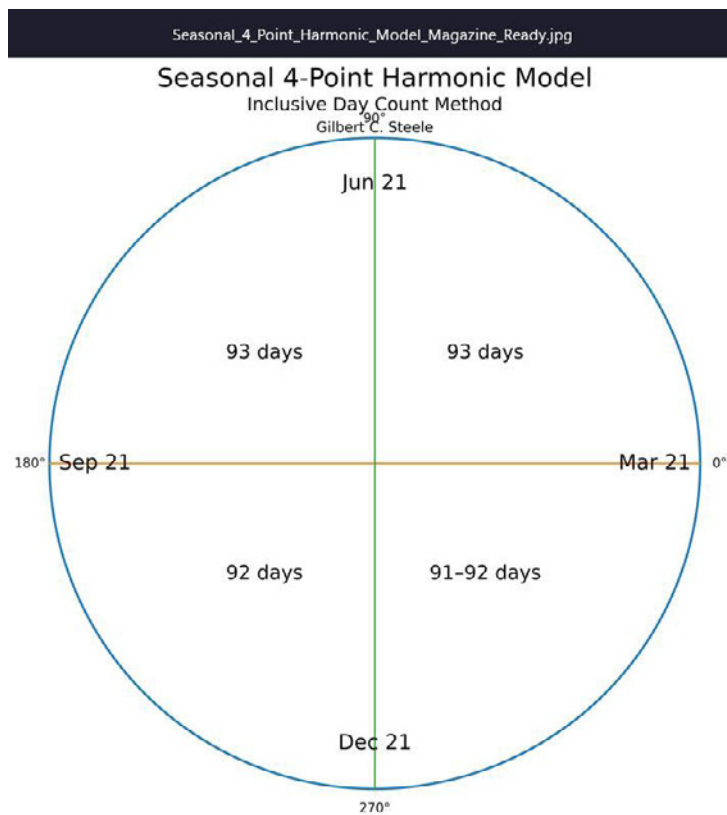 Seasonal_4_Point_Harmonic_Model_Magazine_Ready.jpg
Seasonal 4-Point Harmonic Model
Inclusive Day Count Method
90°
Gilbert C. Steele
Jun 21
93 days 93 days
180° Sep 21 Mar 21 0°
92 days 91–92 days
Dec 21
270°